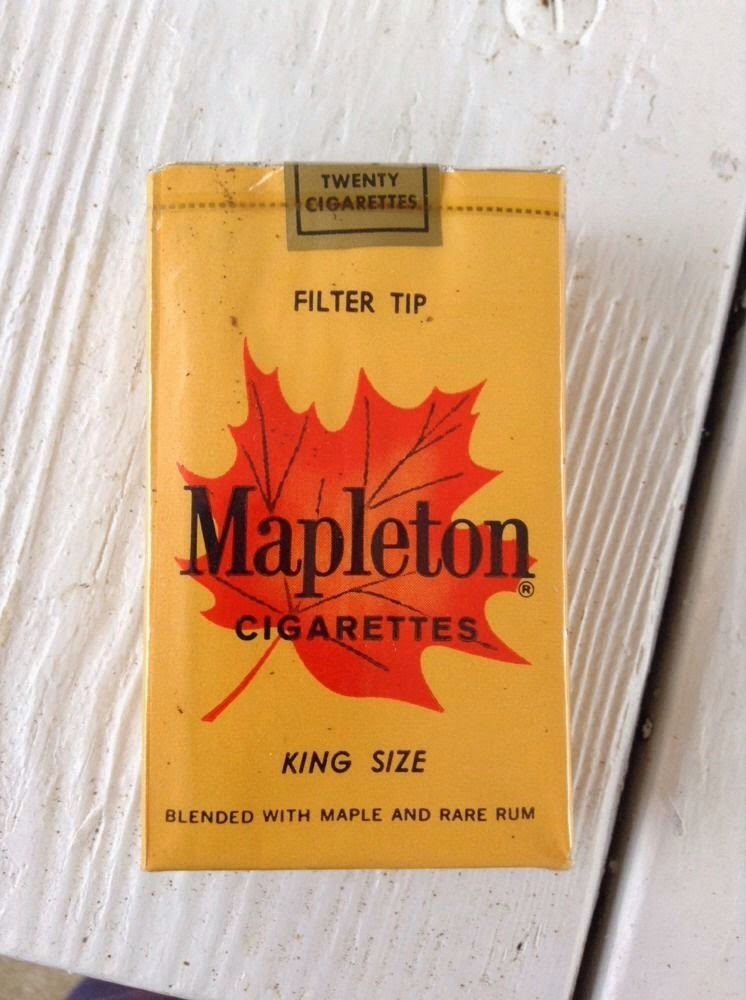 TWENTY
CIGARETTES
FILTER TIP
Mapleton
®
CIGARETTES
KING SIZE
BLENDED WITH MAPLE AND RARE RUM